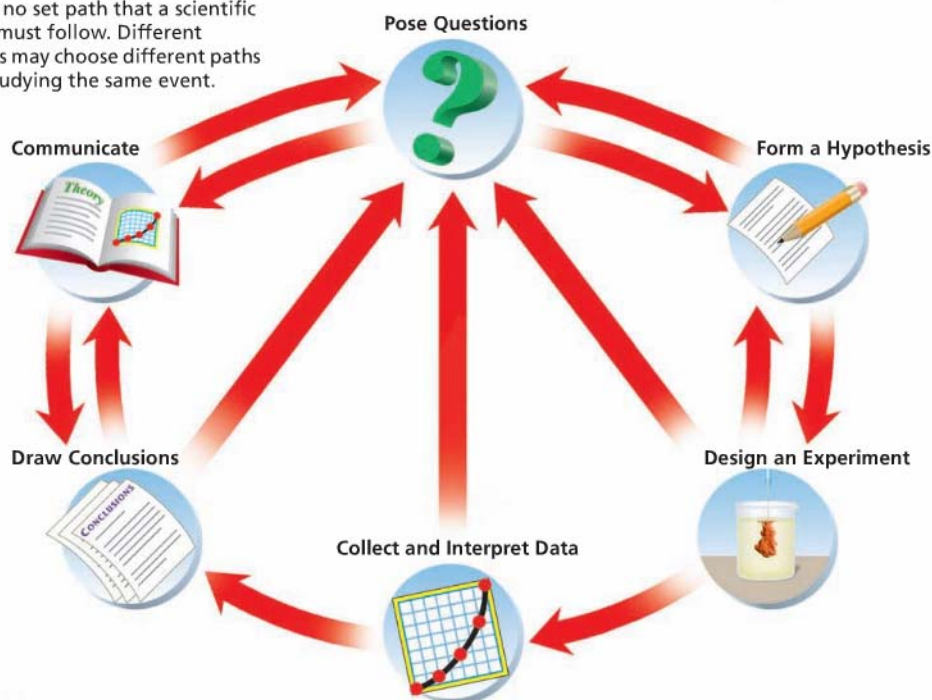 no set path that a scientific
must follow. Different
s may choose different paths
udying the same event.
Pose Questions
?
Communicate
Theory
Form a Hypothesis
Draw Conclusions
CONCLUSIONS
Design an Experiment
Collect and Interpret Data